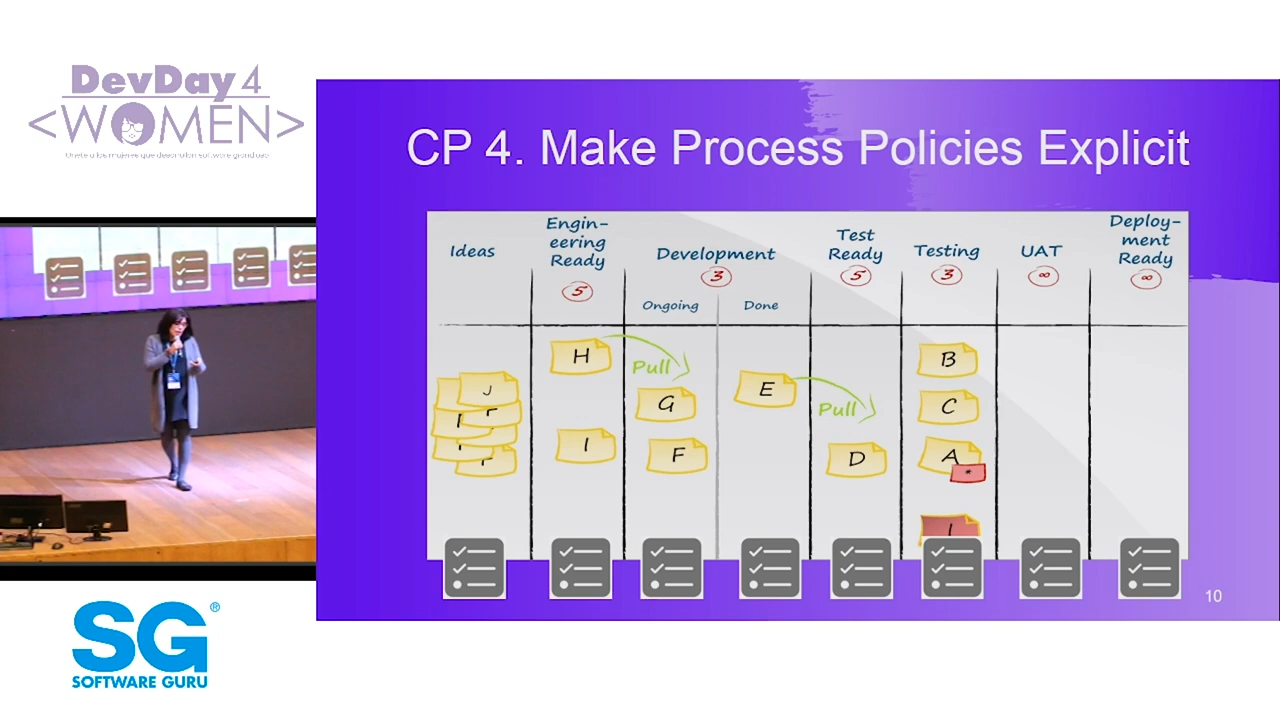 DevDay4
<WOMEN>
CP 4. Make Process Policies Explicit
Ideas
Engin-
eering
Ready
5
Development
3
Ongoing
Done
Test
Ready
5
Testing
3
UAT
∞
Deploy-
ment
Ready
∞
H
Pull
G
F
E
Pull
D
B
C
A
*
J
I
10
SG®
SOFTWARE GURU